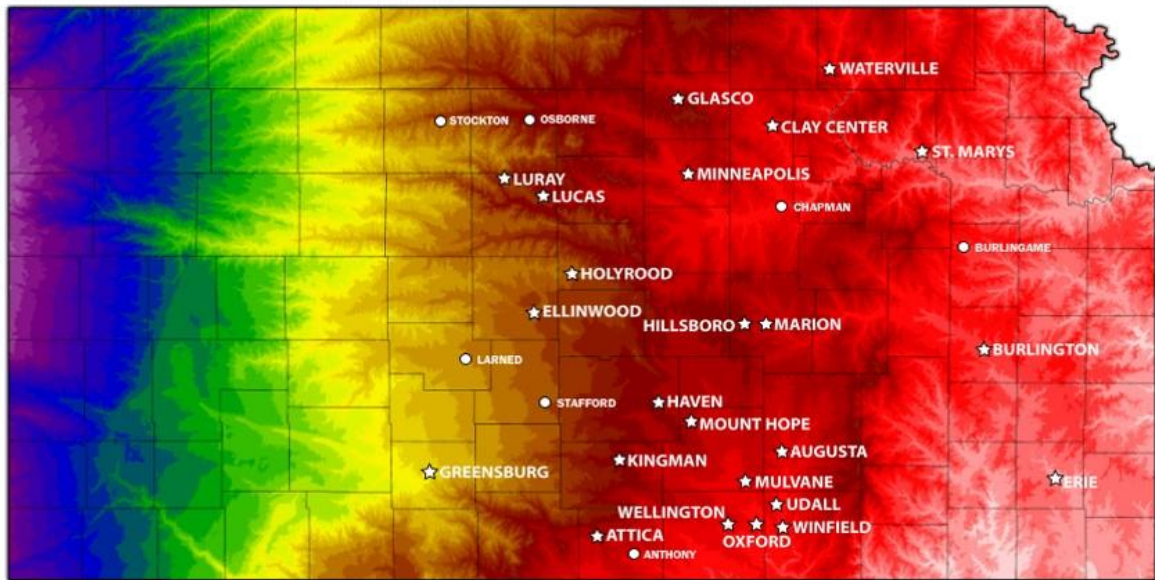 WATERVILLE
GLASCO
STOCKTON
OSBORNE
CLAY CENTER
ST. MARYS
LURAY
MINNEAPOLIS
LUCAS
CHAPMAN
BURLINGAME
HOLYROOD
ELLINWOOD
HILLSBORO
MARION
BURLINGTON
LARNED
STAFFORD
HAVEN
MOUNT HOPE
AUGUSTA
KINGMAN
GREENSBURG
MULVANE
ERIE
UDALL
WELLINGTON
WINFIELD
OXFORD
ATTICA
ANTHONY